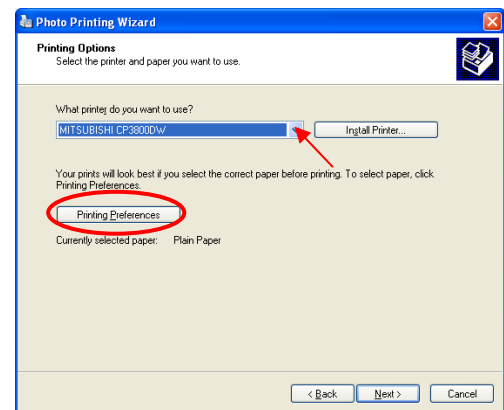 Photo Printing Wizard
Printing Options
Select the printer and paper you want to use.
What printer do you want to use?
MITSUBISHI CP3800DW
Install Printer...
Your prints will look best if you select the correct paper before printing. To select paper, click
Printing Preferences.
Printing Preferences
Currently selected paper: Plain Paper
< Back Next > Cancel